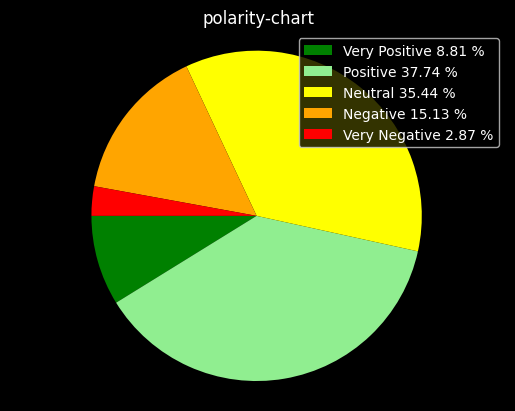 polarity-chart
Very Positive 8.81 %
Positive 37.74 %
Neutral 35.44 %
Negative 15.13 %
Very Negative 2.87 %